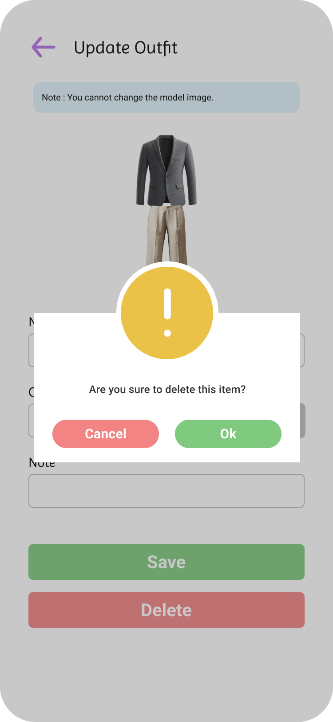 Update Outfit
Note : You cannot change the model image.
Are you sure to delete this item?
Cancel
Ok
Note
Save
Delete